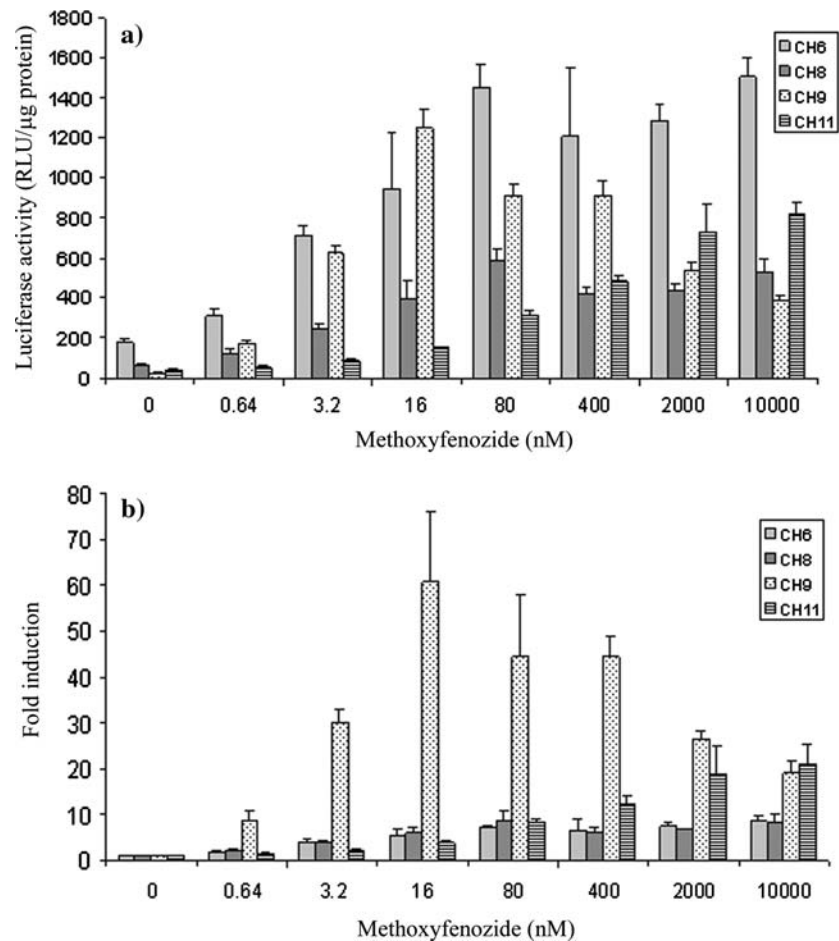 a)
Luciferase activity (RLU/µg protein)
1800
1600
1400
1200
1000
800
600
400
200
0
CH6
CH8
CH9
CH11
0 0.64 3.2 16 80 400 2000 10000
Methoxyfenozide (nM)
b)
Fold induction
80
70
60
50
40
30
20
10
0
CH6
CH8
CH9
CH11
0 0.64 3.2 16 80 400 2000 10000
Methoxyfenozide (nM)